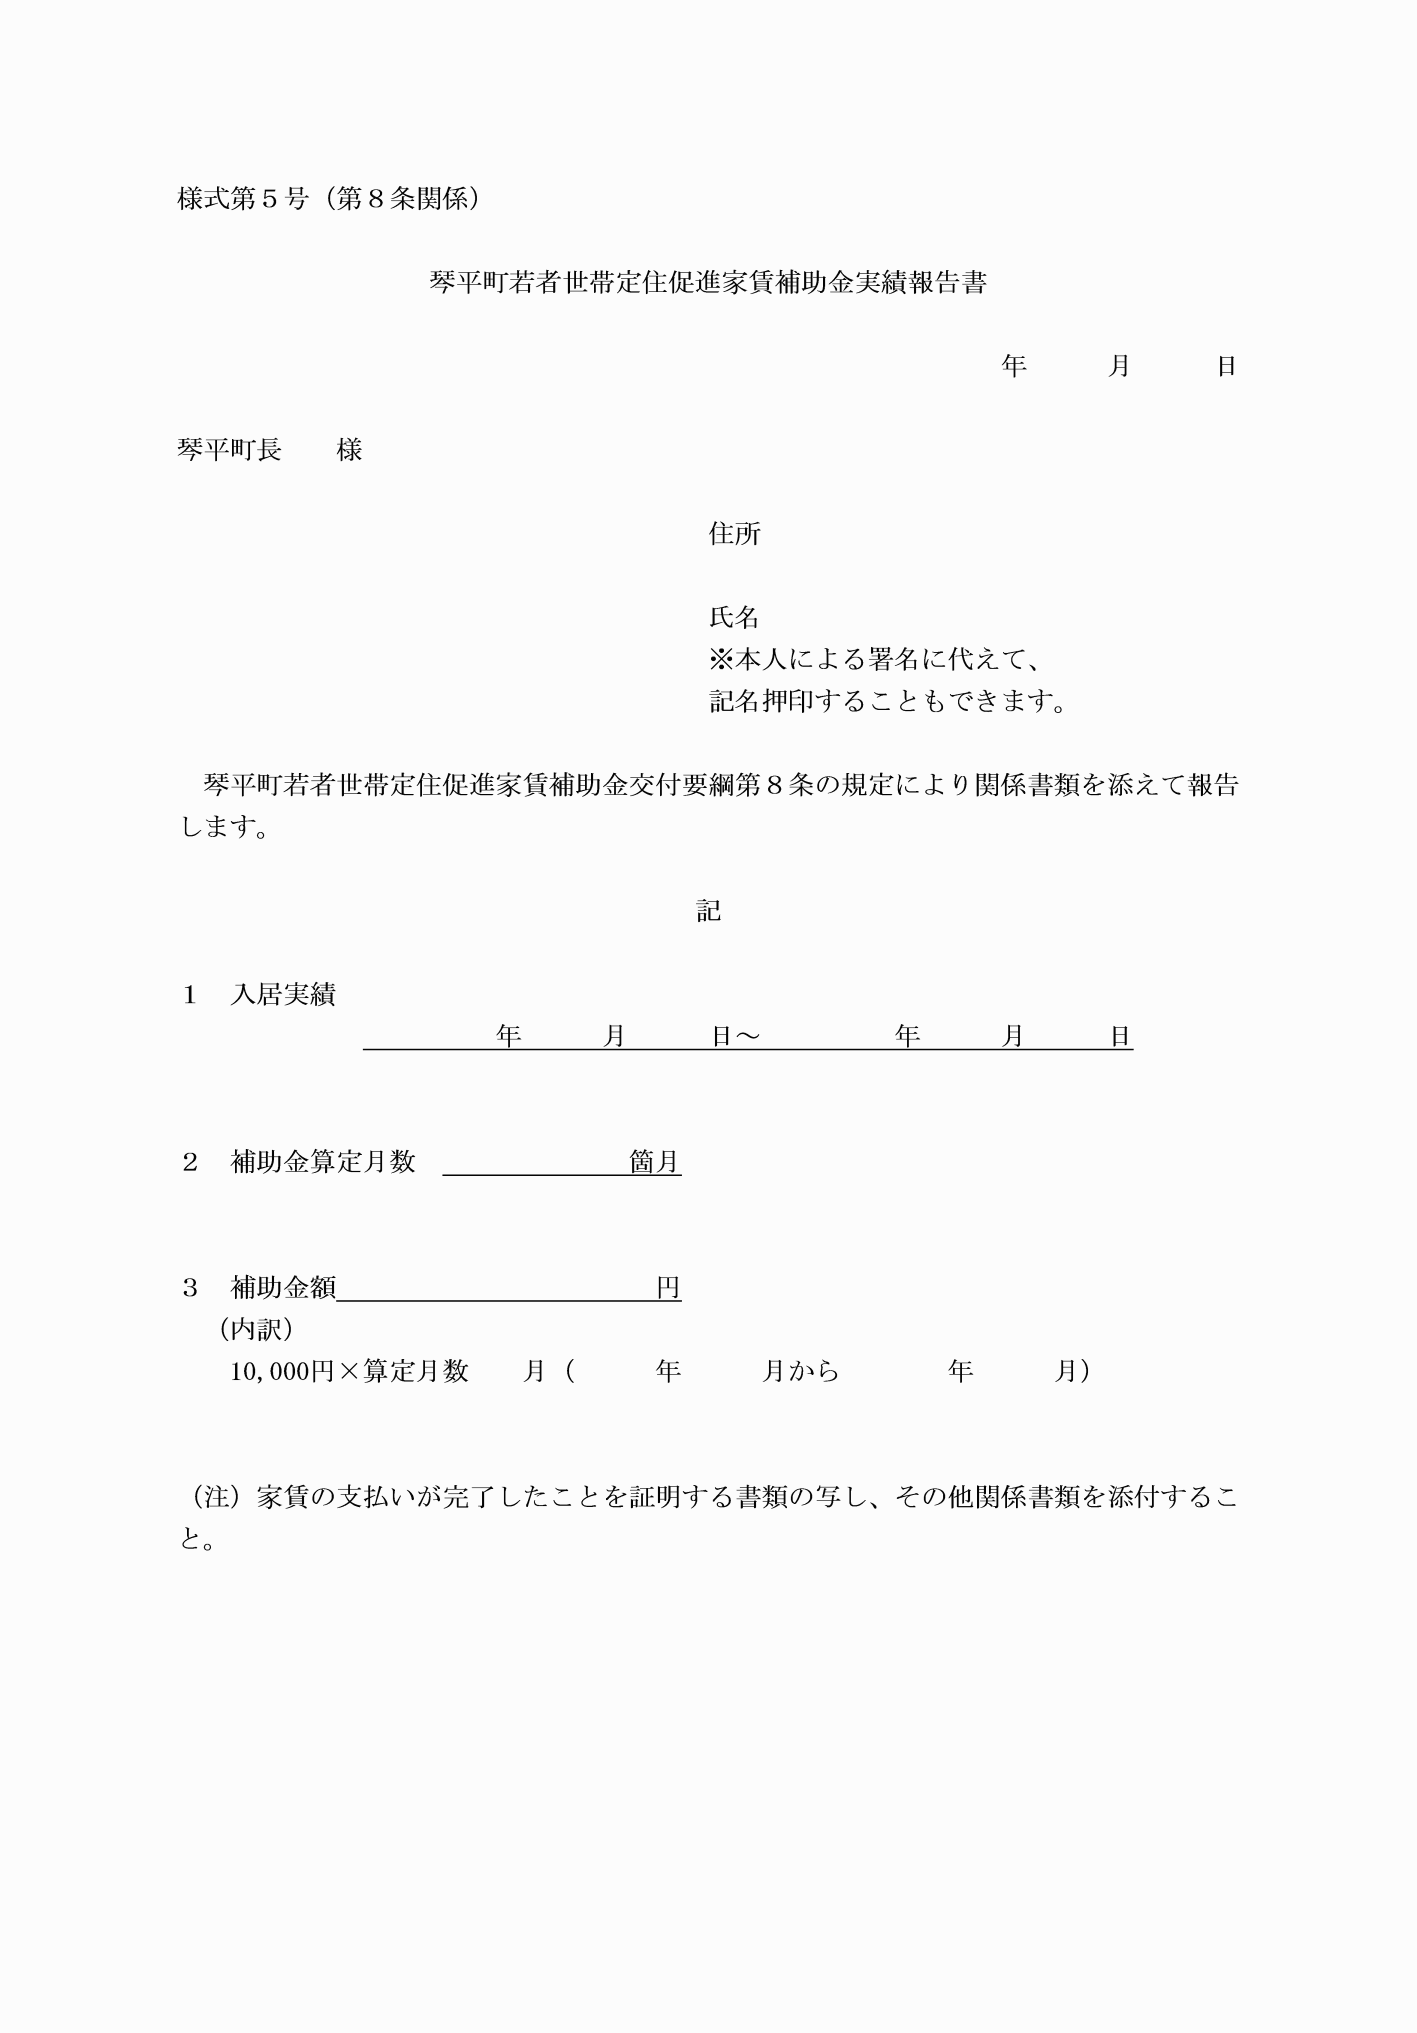 様式第５号（第８条関係）
琴平町若者世帯定住促進家賃補助金実績報告書
年　　　月　　　日
琴平町長　　様
住所
氏名
※本人による署名に代えて、
記名押印することもできます。
琴平町若者世帯定住促進家賃補助金交付要綱第８条の規定により関係書類を添えて報告
します。
記
１　入居実績
年　　　月　　　日～　　　　　年　　　月　　　日
２　補助金算定月数　　　　　　　　箇月
３　補助金額　　　　　　　　　　　　円
（内訳）
10,000円×算定月数　　月（　　　年　　　月から　　　　年　　　月）
（注）家賃の支払いが完了したことを証明する書類の写し、その他関係書類を添付するこ
と。